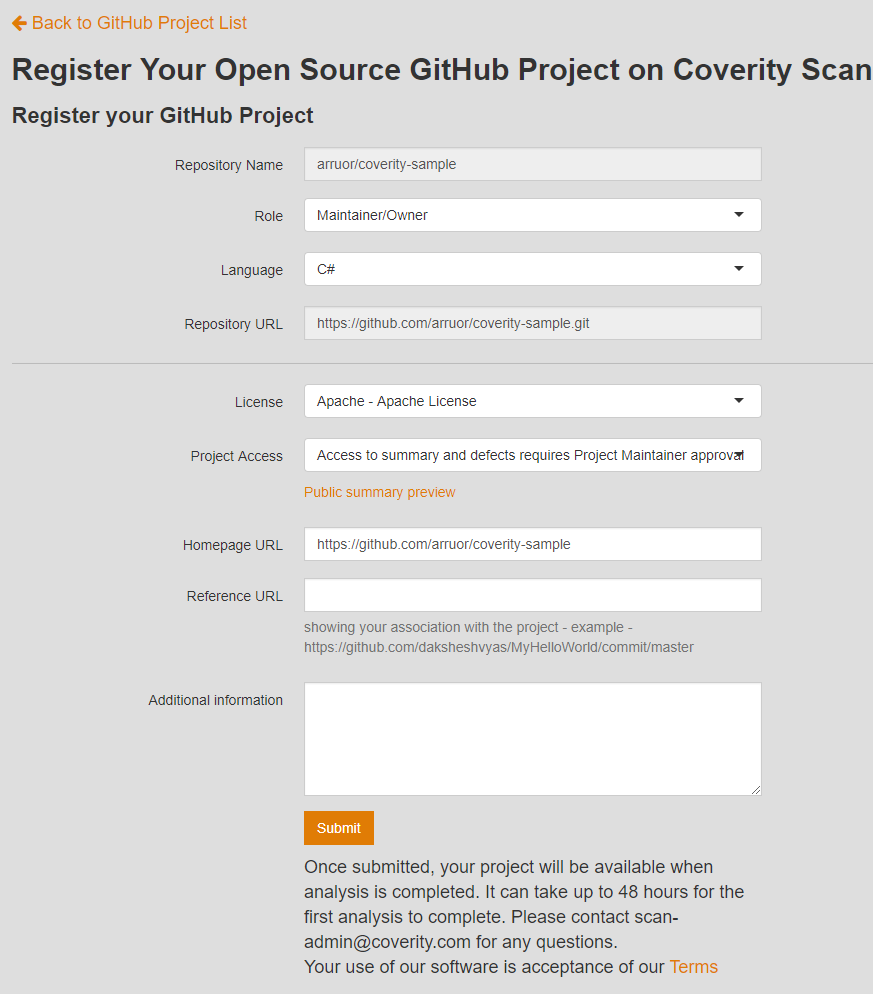 Back to GitHub Project List
Register Your Open Source GitHub Project on Coverity Scan
Register your GitHub Project
Repository Name arruor/coverity-sample
Role Maintainer/Owner
Language C#
Repository URL https://github.com/arruor/coverity-sample.git
License Apache - Apache License
Project Access Access to summary and defects requires Project Maintainer approval
Public summary preview
Homepage URL https://github.com/arruor/coverity-sample
Reference URL
showing your association with the project - example -
https://github.com/daksheshvyas/MyHelloWorld/commit/master
Additional information
Submit
Once submitted, your project will be available when
analysis is completed. It can take up to 48 hours for the
first analysis to complete. Please contact scan-
admin@coverity.com for any questions.
Your use of our software is acceptance of our Terms